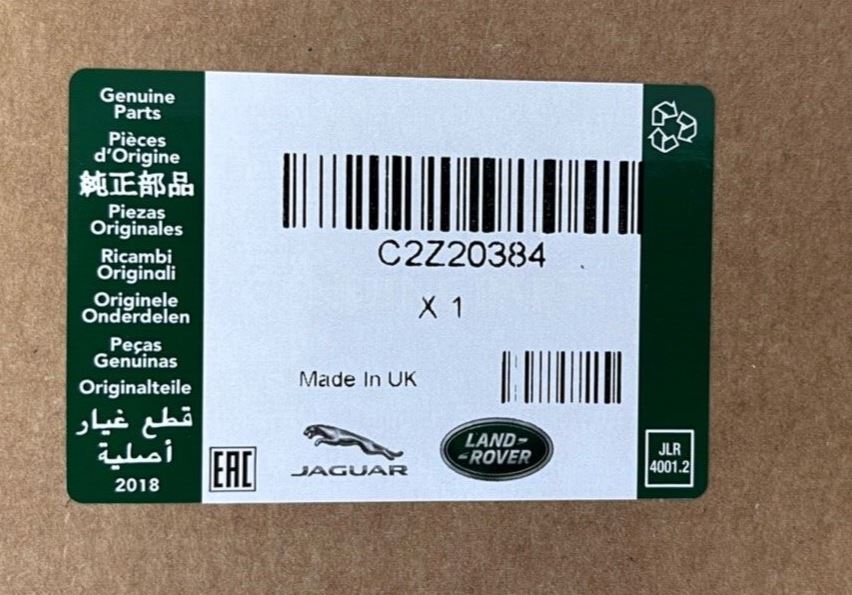 Genuine
Parts
Pièces
d'Origine
純正部品
Piezas
Originales
Ricambi
Originali
Originele
Onderdelen
Peças
Genuinas
Originalteile
قطع غيار
أصلية
2018
C2Z20384
X 1
Made In UK
EAC
JAGUAR
LAND-
-ROVER
JLR
4001.2